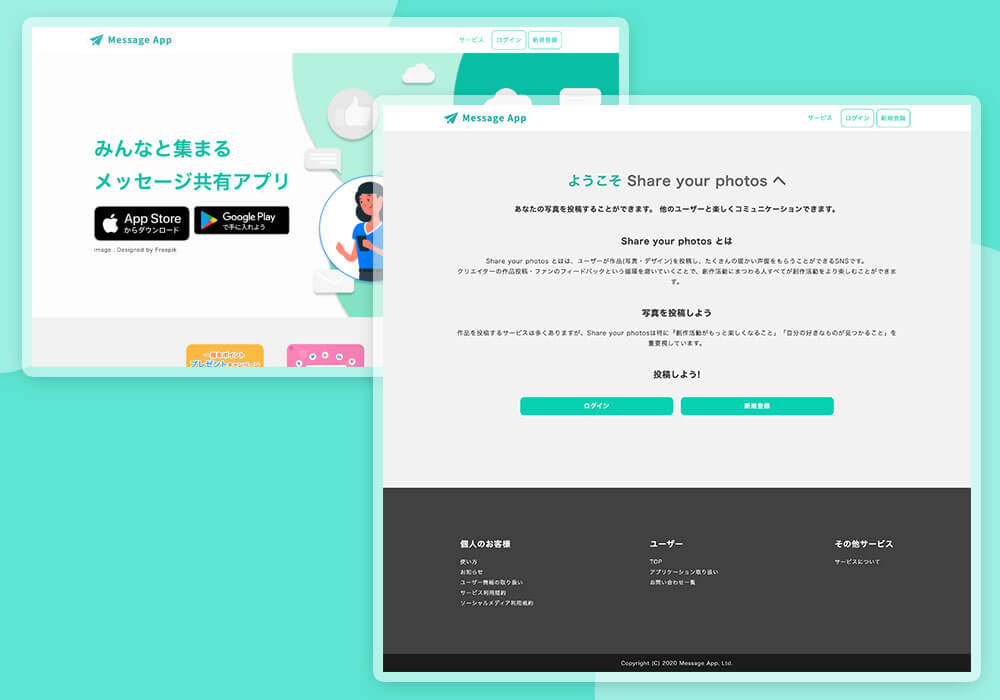 Message App
サービス ログイン 新規登録
みんなと集まる
メッセージ共有アプリ
App Store
からダウンロード
Google Play
で手に入れよう
image : Designed by Freepik
プレゼントキャンペーン
Message App
サービス ログイン 新規登録
ようこそ Share your photos へ
あなたの写真を投稿することができます。 他のユーザーと楽しくコミュニケーションできます。
Share your photos とは
Share your photos とはは、ユーザーが作品(写真・デザイン)を投稿し、たくさんの暖かい声援をもらうことができるSNSです。
クリエイターの作品投稿・ファンのフィードバックという循環を磨いていくことで、創作活動にまつわる人すべてが創作活動をより楽しむことができま
す。
写真を投稿しよう
作品を投稿するサービスは多くありますが、Share your photosは特に「創作活動がもっと楽しくなること」「自分の好きなものが見つかること」を
重要視しています。
投稿しよう!
ログイン 新規登録
個人のお客様
使い方
お知らせ
ユーザー情報の取り扱い
サービス利用規約
ソーシャルメディア利用規約
ユーザー
TOP
アプリケーション取り扱い
お問い合わせ一覧
その他サービス
サービスについて
Copyright (C) 2020 Message App, Ltd.